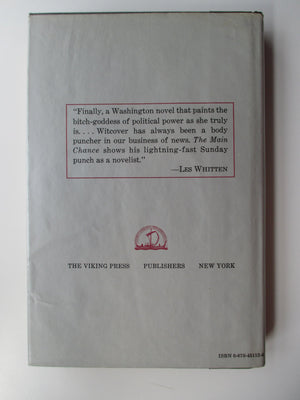 “Finally, a Washington novel that paints the
bitch-goddess of political power as she truly
is. . . . Witcover has always been a body
puncher in our business of news. The Main
Chance shows his lightning-fast Sunday
punch as a novelist.”
—LES WHITTEN
THE VIKING PRESS PUBLISHERS NEW YORK
ISBN